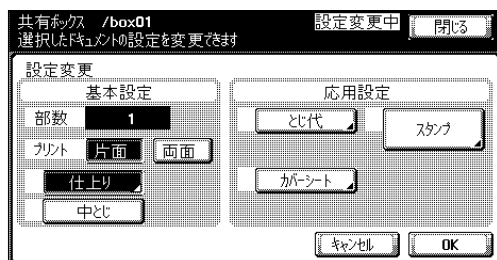 共有ボックス /box01
設定変更中 閉じる
選択したドキュメントの設定を変更できます
設定変更
基本設定 応用設定
部数 1 とじ代 スタンプ
プリント 片面 両面
仕上り カバーシート
中とじ
キャンセル OK